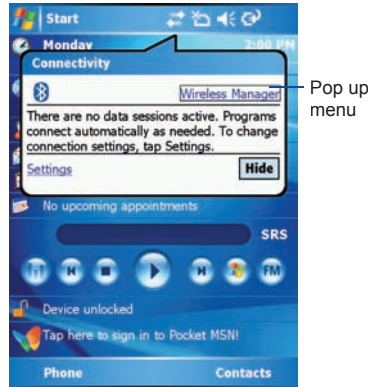 Start
Monday 2:00 PM
Connectivity
Wireless Manager
There are no data sessions active. Programs
connect automatically as needed. To change
connection settings, tap Settings.
Settings Hide
No upcoming appointments
SRS
FM
Device unlocked
Tap here to sign in to Pocket MSN!
Phone Contacts
Pop up
menu